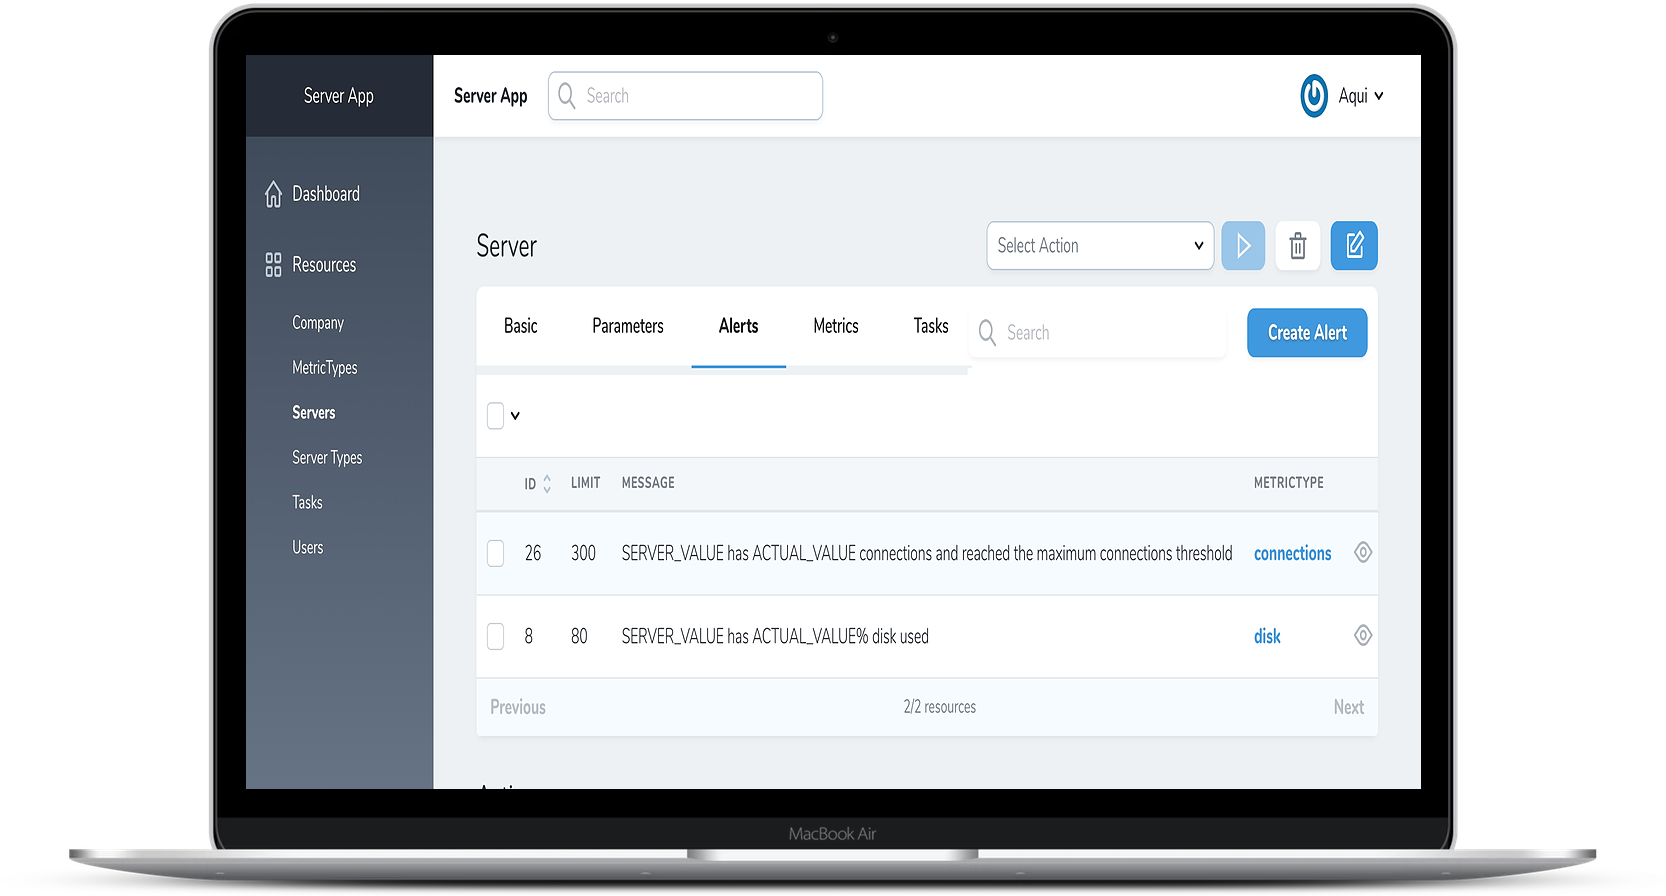 Server App
Server App
Search
Aqui
Dashboard
Resources
Company
MetricTypes
Servers
Server Types
Tasks
Users
Server
Select Action
Basic Parameters Alerts Metrics Tasks
Search
Create Alert
ID LIMIT MESSAGE METRICTYPE
26 300 SERVER_VALUE has ACTUAL_VALUE connections and reached the maximum connections threshold connections
8 80 SERVER_VALUE has ACTUAL_VALUE% disk used disk
Previous 2/2 resources Next
MacBook Air